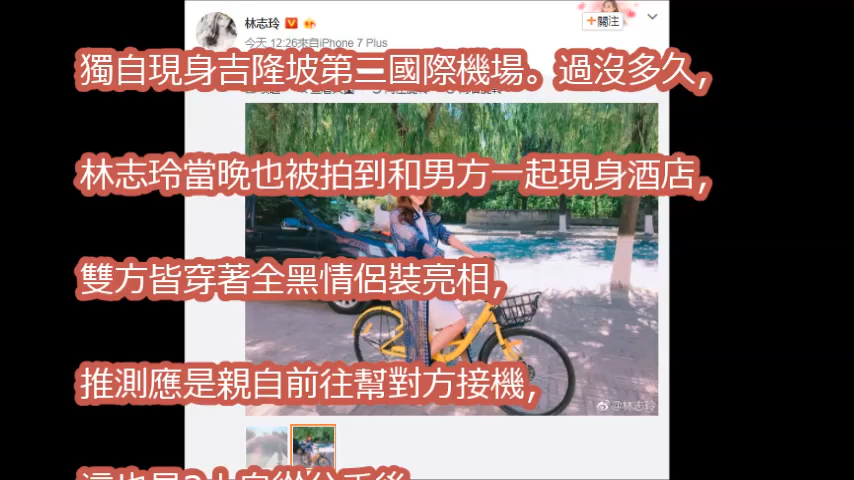 林志玲
今天 12:26來自iPhone 7 Plus
+關注
獨自現身吉隆坡第二國際機場。過沒多久,
林志玲當晚也被拍到和男方一起現身酒店,
雙方皆穿著全黑情侶裝亮相,
推測應是親自前往幫對方接機,
@林志玲